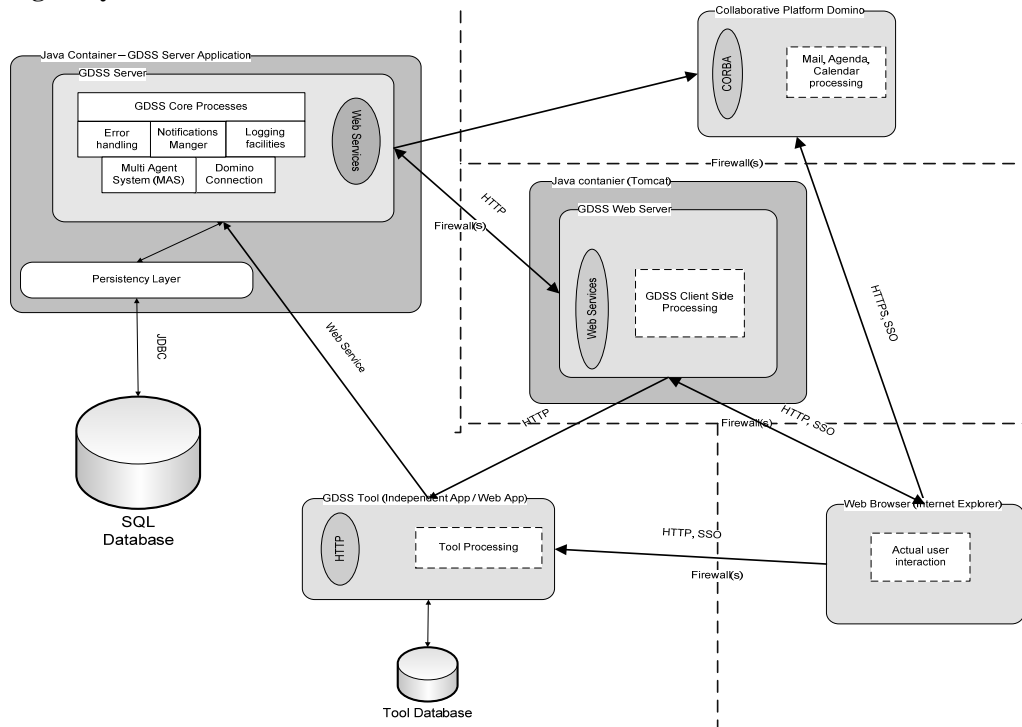 Collaborative Platform Domino
CORBA
Mail, Agenda,
Calendar
processing
Java Container – GDSS Server Application
GDSS Server
GDSS Core Processes
Error
handling
Notifications
Manger
Logging
facilities
Multi Agent
System (MAS)
Domino
Connection
Web Services
Persistency Layer
JDBC
SQL
Database
HTTP
Firewall(s)
Firewall(s)
Java contanier (Tomcat)
GDSS Web Server
Web Services
GDSS Client Side
Processing
HTTPS, SSO
Web Service
HTTP
Firewall(s)
HTTP, SSO
GDSS Tool (Independent App / Web App)
HTTP
Tool Processing
HTTP, SSO
Firewall(s)
Web Browser (Internet Explorer)
Actual user
interaction
Tool Database